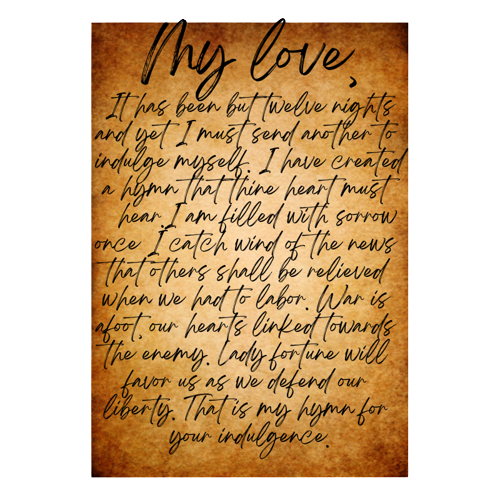 My love,
It has been but twelve nights
and yet I must send another to
indulge myself. I have created
a hymn that thine heart must
hear. I am filled with sorrow
once I catch wind of the news
that others shall be relieved
when we had to labor. War is
afoot, our hearts linked towards
the enemy. Lady fortune will
favor us as we defend our
liberty. That is my hymn for
your indulgence.